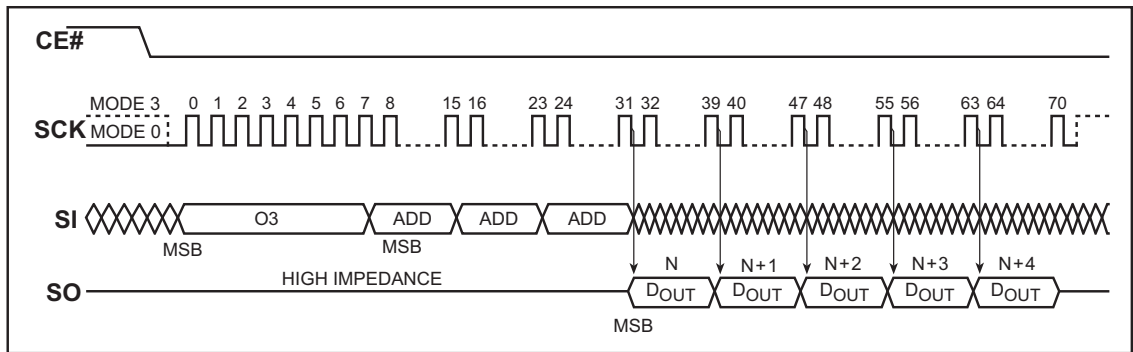 CE#
MODE 3
0 1 2 3 4 5 6 7 8 15 16 23 24 31 32 39 40 47 48 55 56 63 64 70
SCK
MODE 0
SI
O3
ADD
ADD
ADD
MSB
MSB
HIGH IMPEDANCE
N
N+1
N+2
N+3
N+4
SO
DOUT
DOUT
DOUT
DOUT
DOUT
MSB